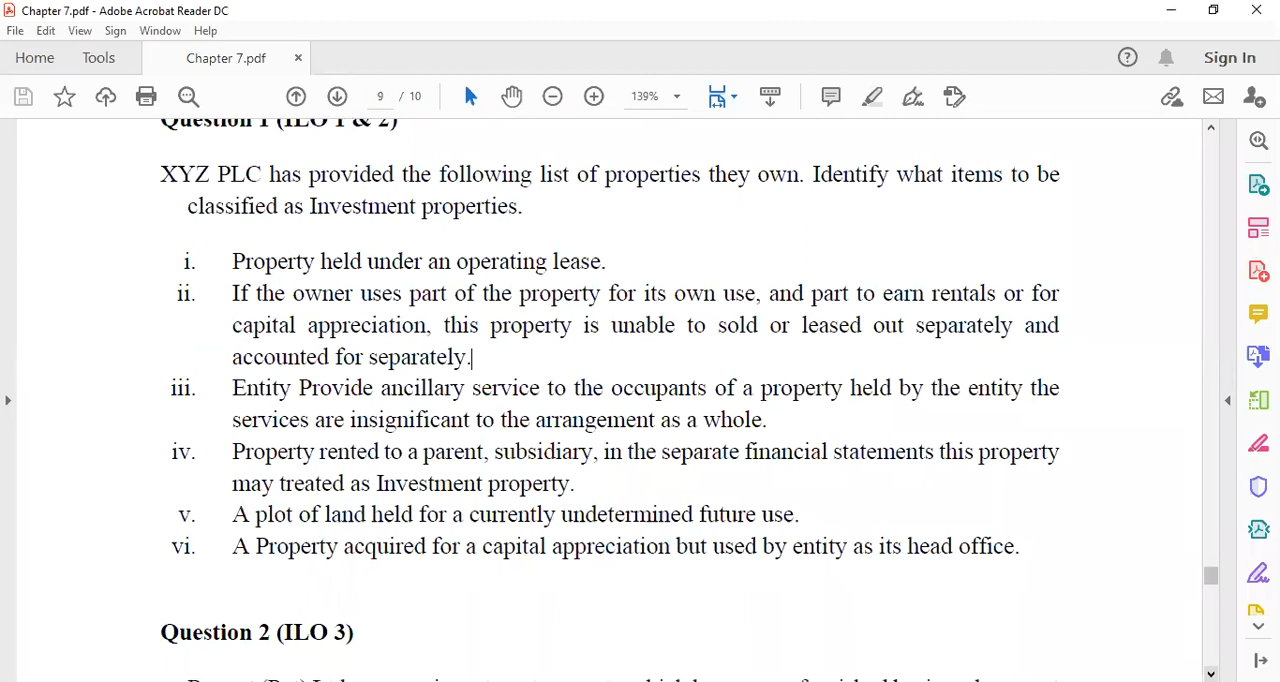 Chapter 7.pdf - Adobe Acrobat Reader DC
File Edit View Sign Window Help
Home Tools Chapter 7.pdf × Sign In
9 / 10 139%
Question 1 (ILO 1 & 2)
XYZ PLC has provided the following list of properties they own. Identify what items to be
classified as Investment properties.
i. Property held under an operating lease.
ii. If the owner uses part of the property for its own use, and part to earn rentals or for
capital appreciation, this property is unable to sold or leased out separately and
accounted for separately.
iii. Entity Provide ancillary service to the occupants of a property held by the entity the
services are insignificant to the arrangement as a whole.
iv. Property rented to a parent, subsidiary, in the separate financial statements this property
may treated as Investment property.
v. A plot of land held for a currently undetermined future use.
vi. A Property acquired for a capital appreciation but used by entity as its head office.
Question 2 (ILO 3)